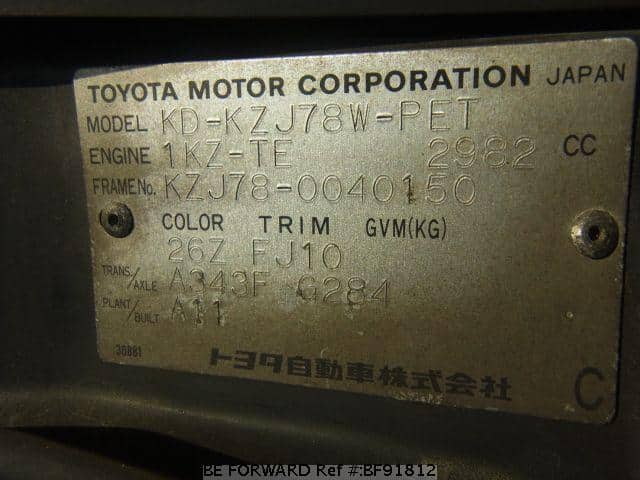 TOYOTA MOTOR CORPORATION JAPAN
MODEL KD-KZJ78W-PET
ENGINE 1KZ-TE 2982 CC
FRAME No. KZJ78-0040150
COLOR TRIM GVM(KG)
26Z FJ10
TRANS./AXLE A343F G284
PLANT/BUILT A11
36881
トヨタ自動車株式会社
C
BE FORWARD Ref #:BF91812